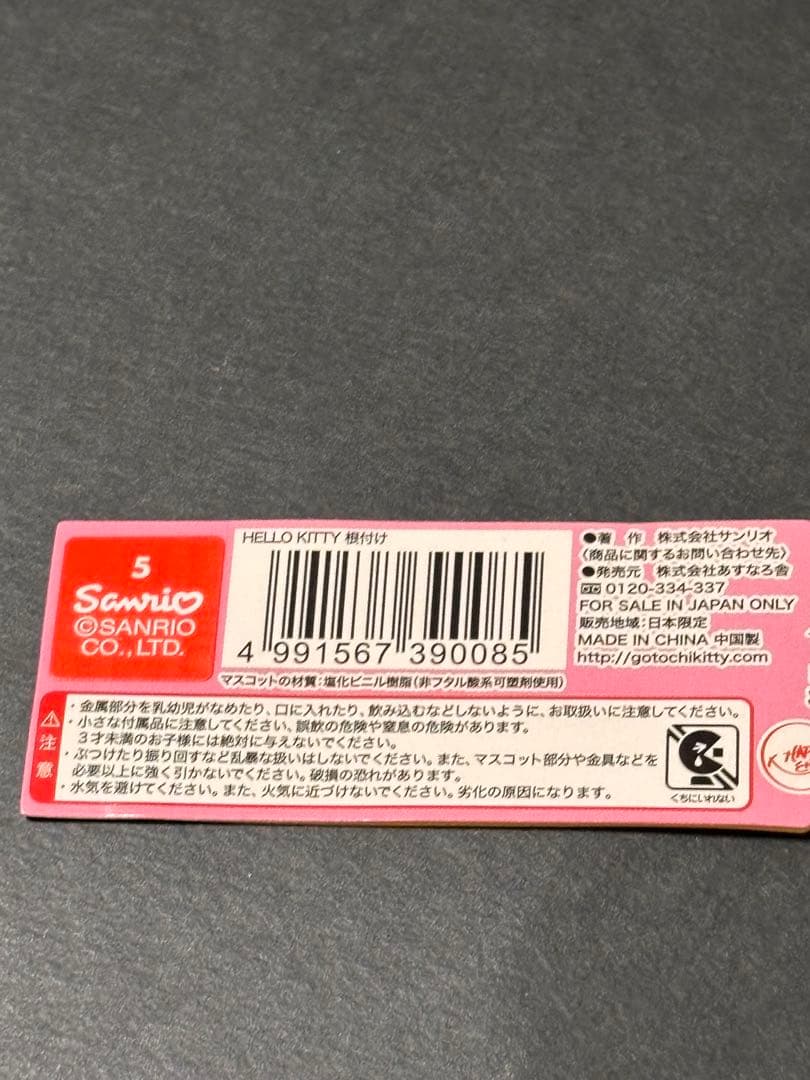 5
Sanrio
©SANRIO
CO.,LTD.
HELLO KITTY 根付け
4 991567 390085
マスコットの材質:塩化ビニル樹脂(非フタル酸系可塑剤使用)
●著 作 株式会社サンリオ
〈商品に関するお問い合わせ先〉
●発売元 株式会社あすなろ舎
0120-334-337
FOR SALE IN JAPAN ONLY
販売地域:日本限定
MADE IN CHINA 中国製
http://gotochikitty.com
注意
・金属部分を乳幼児がなめたり、口に入れたり、飲み込むなどしないように、お取扱いに注意してください。
・小さな付属品に注意してください、誤飲の危険や窒息の危険があります。
3才未満のお子様には絶対に与えないでください。
・ぶつけたり振り回すなど乱暴な扱いはしないでください。また、マスコット部分や金具などを
必要以上に強く引かないでください。破損の恐れがあります。
・水気を避けてください。また、火気に近づけないでください。劣化の原因になります。
くちにいれない